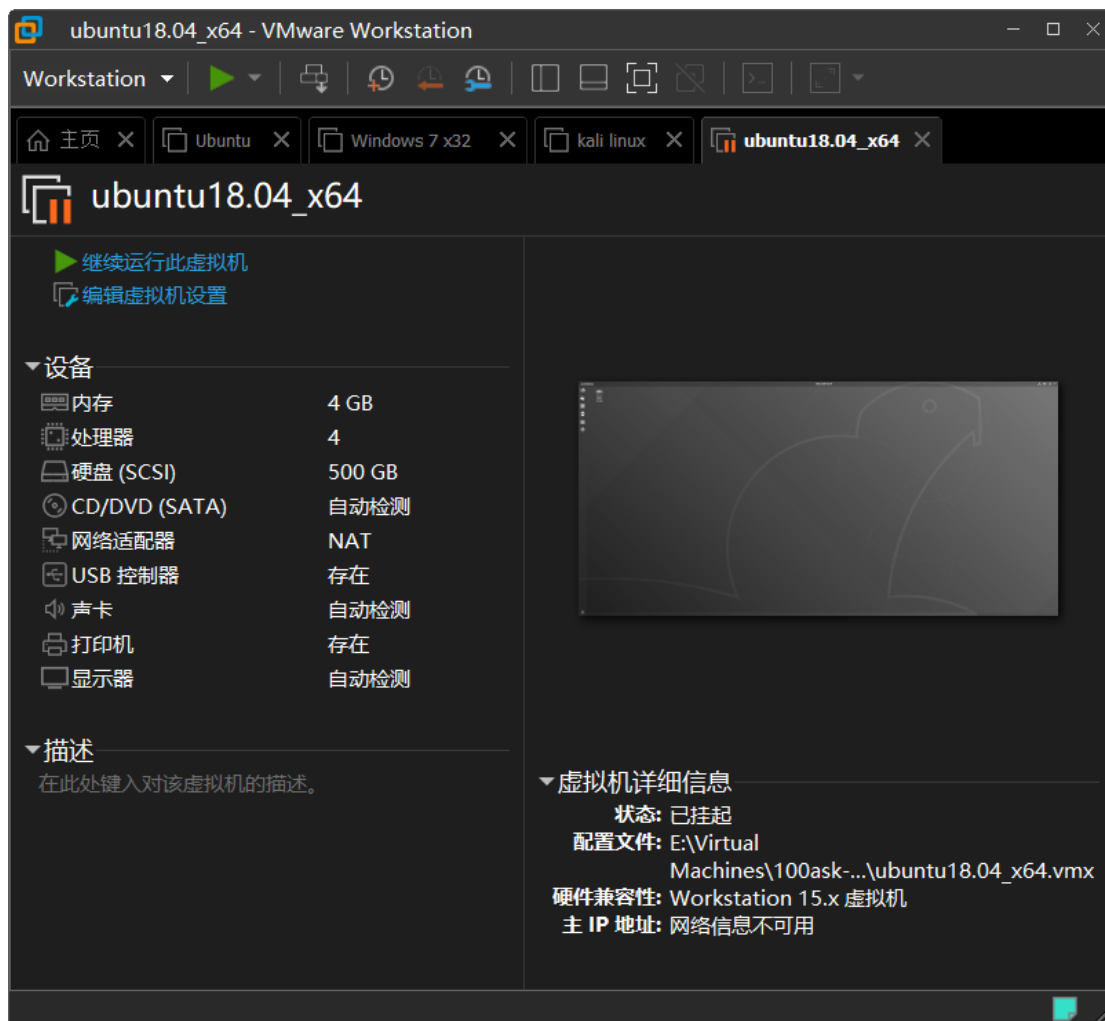 ubuntu18.04_x64 - VMware Workstation
Workstation
主页
Ubuntu
Windows 7 x32
kali linux
ubuntu18.04_x64
ubuntu18.04_x64
继续运行此虚拟机
编辑虚拟机设置
设备
内存 4 GB
处理器 4
硬盘 (SCSI) 500 GB
CD/DVD (SATA) 自动检测
网络适配器 NAT
USB 控制器 存在
声卡 自动检测
打印机 存在
显示器 自动检测
描述
在此处键入对该虚拟机的描述。
虚拟机详细信息
状态: 已挂起
配置文件: E:\Virtual
Machines\100ask-...\ubuntu18.04_x64.vmx
硬件兼容性: Workstation 15.x 虚拟机
主 IP 地址: 网络信息不可用